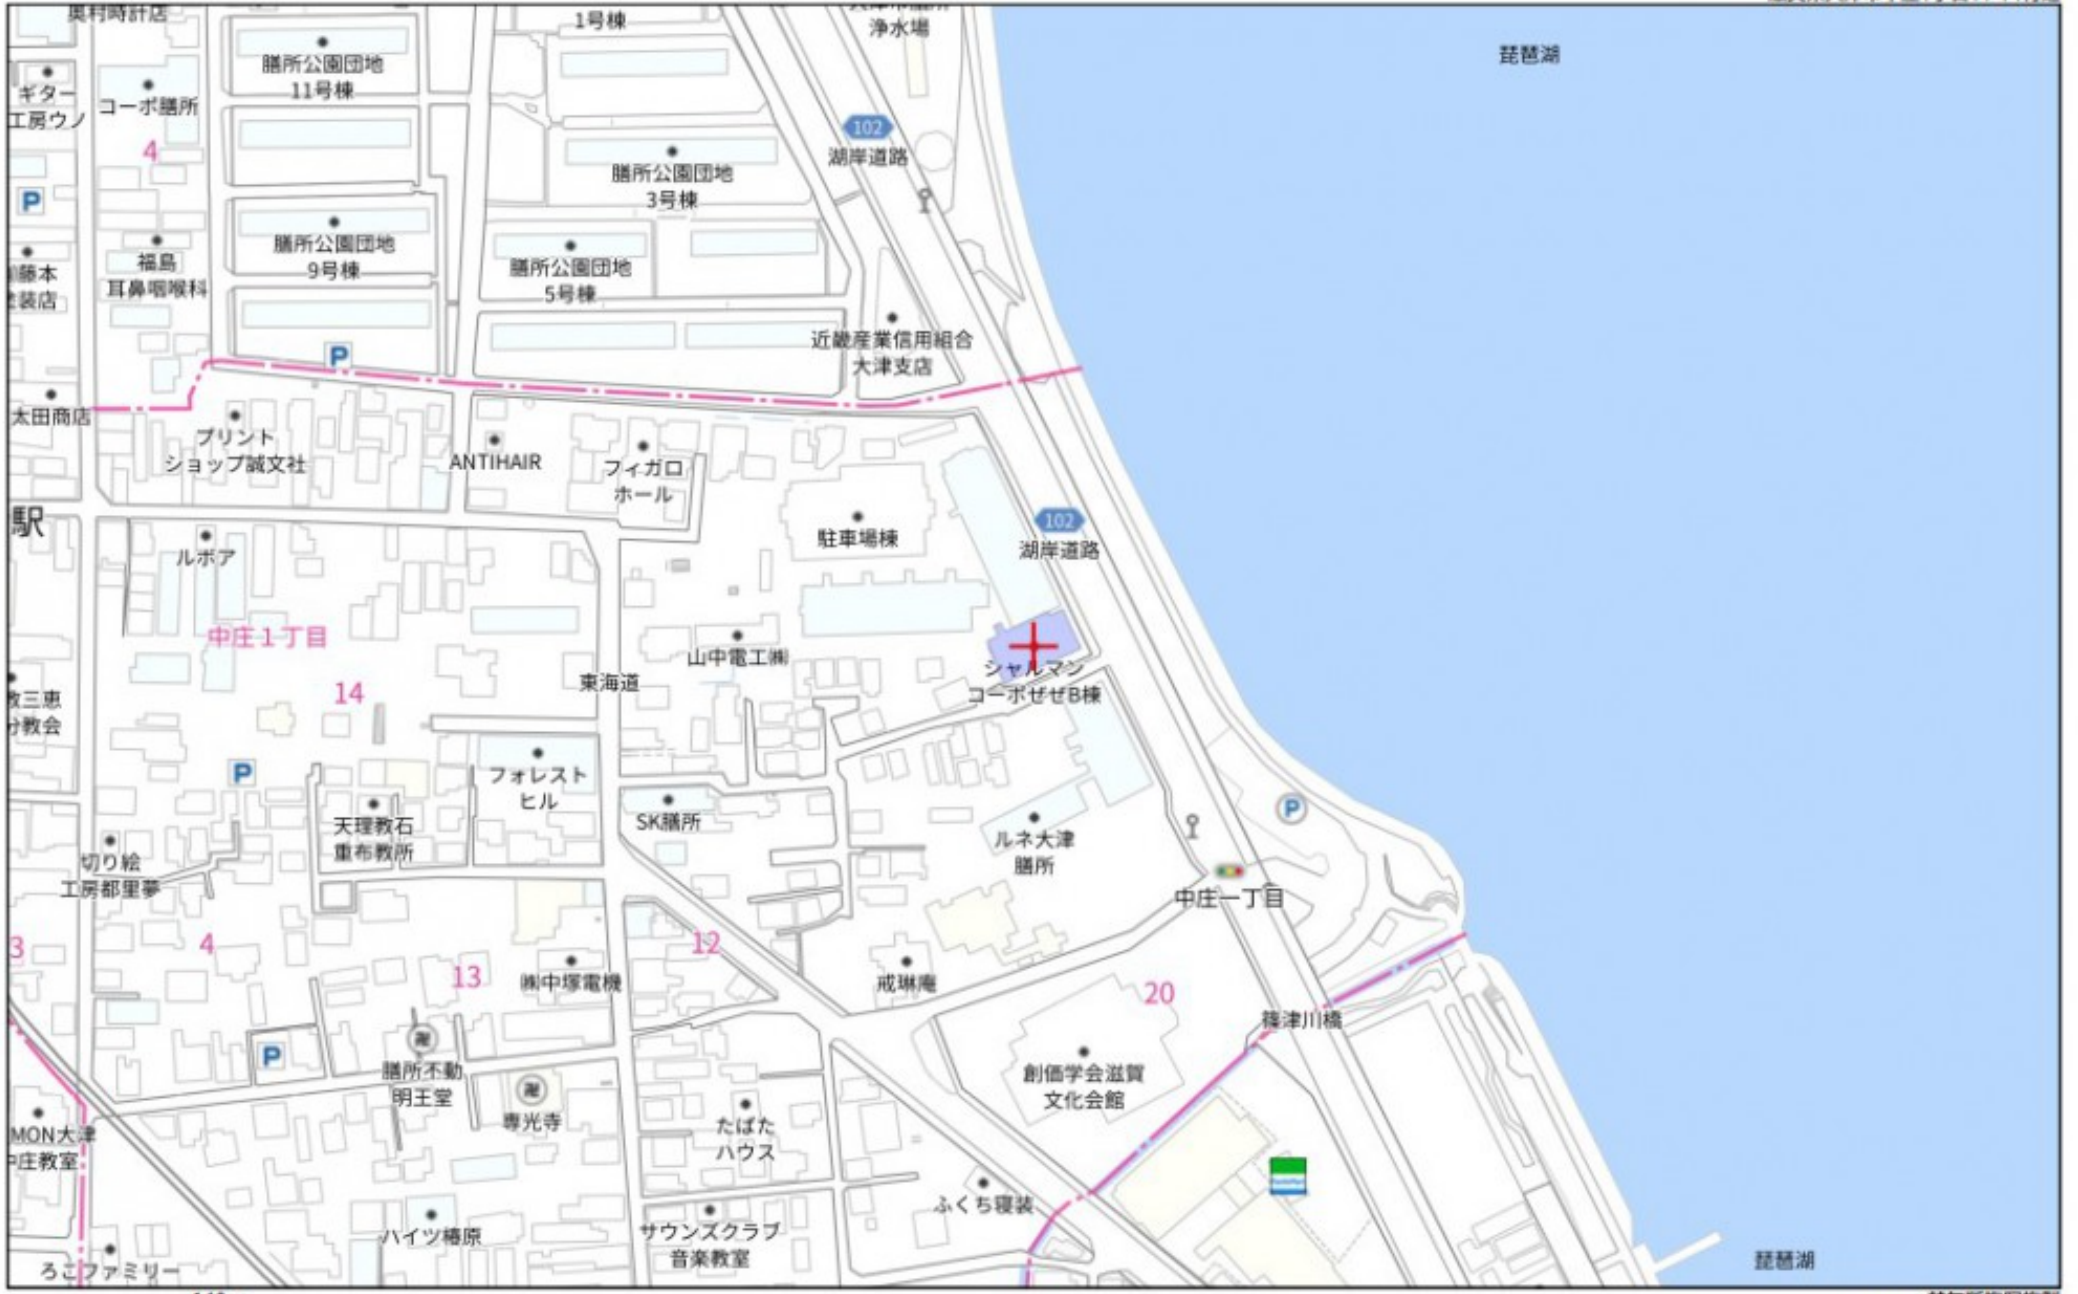 奥村時計店
1号棟
浄水場
琵琶湖
膳所公園団地
11号棟
ギター
工房ウノ
コーポ膳所
4
102
湖岸道路
膳所公園団地
3号棟
P
膳所公園団地
9号棟
福島
耳鼻咽喉科
膳所公園団地
5号棟
藤本
塗装店
近畿産業信用組合
大津支店
P
太田商店
プリント
ショップ誠文社
ANTIHAIR
フィガロ
ホール
駅
駐車場棟
102
湖岸道路
ルボア
中庄1丁目
14
山中電工㈱
東海道
シャルマン
コーポぜぜB棟
教三恵
分教会
P
フォレスト
ヒル
SK膳所
天理教石
重布教所
ルネ大津
膳所
P
切り絵
工房都里夢
中庄一丁目
3
4
13
㈱中塚電機
12
戒琳庵
20
篠津川橋
P
膳所不動
明王堂
専光寺
創価学会滋賀
文化会館
MON大津
中庄教室
たばた
ハウス
FamilyMart
ふくち寝装
ハイツ椿原
サウンズクラブ
音楽教室
ろこファミリー
琵琶湖